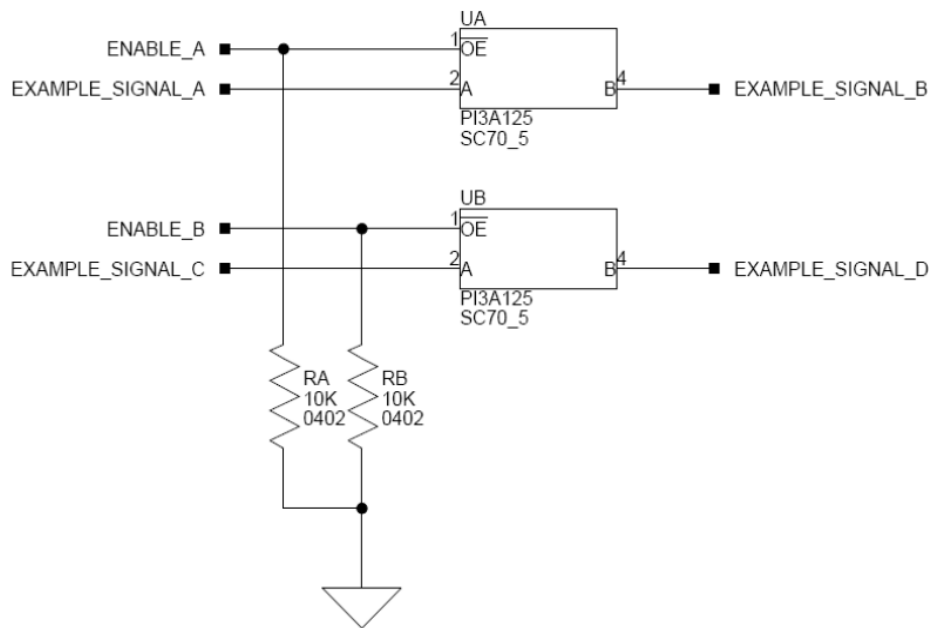 UA
ENABLE_A
1
OE
EXAMPLE_SIGNAL_A
2
A
B
4
EXAMPLE_SIGNAL_B
PI3A125
SC70_5
UB
ENABLE_B
1
OE
EXAMPLE_SIGNAL_C
2
A
B
4
EXAMPLE_SIGNAL_D
PI3A125
SC70_5
RA
10K
0402
RB
10K
0402